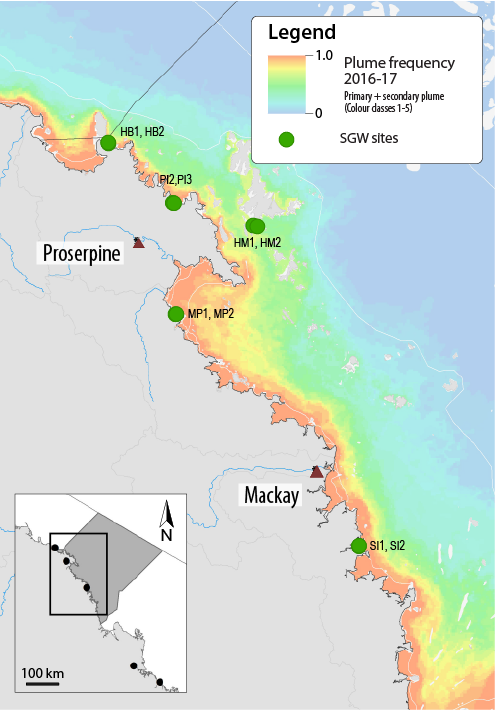 Legend
1.0
Plume frequency
2016-17
Primary + secondary plume
(Colour classes 1-5)
0
SGW sites
HB1, HB2
PI2,PI3
HM1, HM2
Proserpine
MP1, MP2
Mackay
SI1, SI2
N
100 km